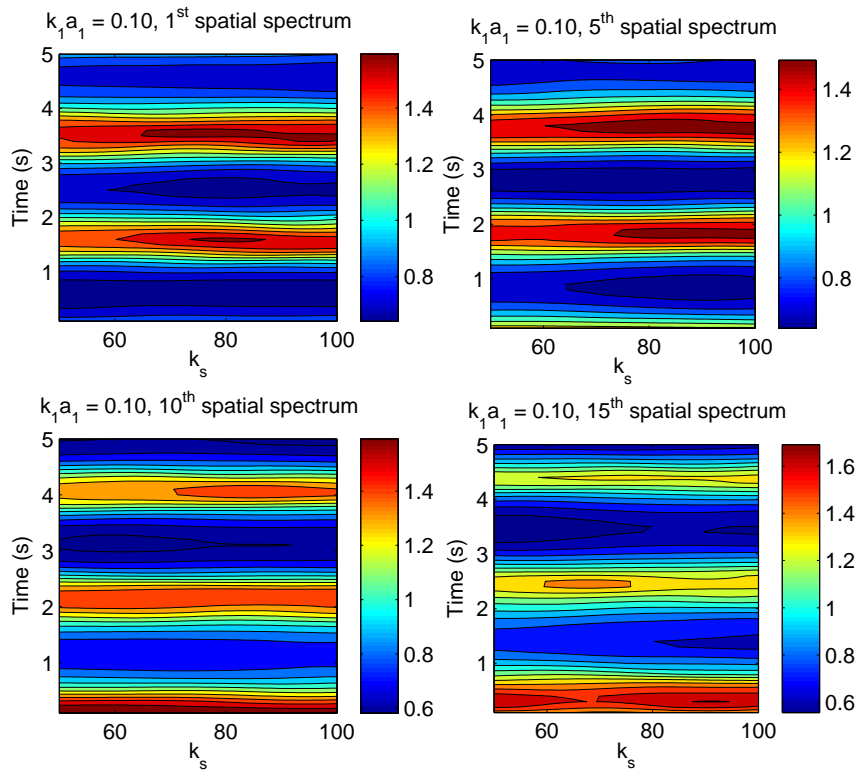 k₁a₁ = 0.10, 1ˢᵗ spatial spectrum
5
4
3
2
1
Time (s)
60 80 100
kₛ
1.4
1.2
1
0.8
k₁a₁ = 0.10, 5ᵗʰ spatial spectrum
5
4
3
2
1
Time (s)
60 80 100
kₛ
1.4
1.2
1
0.8
k₁a₁ = 0.10, 10ᵗʰ spatial spectrum
5
4
3
2
1
Time (s)
60 80 100
kₛ
1.4
1.2
1
0.8
0.6
k₁a₁ = 0.10, 15ᵗʰ spatial spectrum
5
4
3
2
1
Time (s)
60 80 100
kₛ
1.6
1.4
1.2
1
0.8
0.6